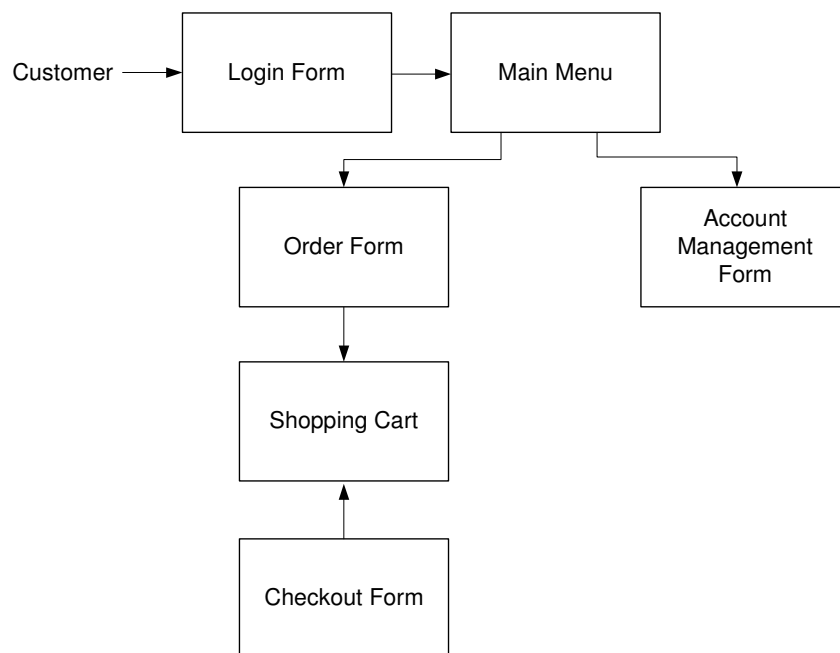 Customer
Login Form
Main Menu
Order Form
Account
Management
Form
Shopping Cart
Checkout Form